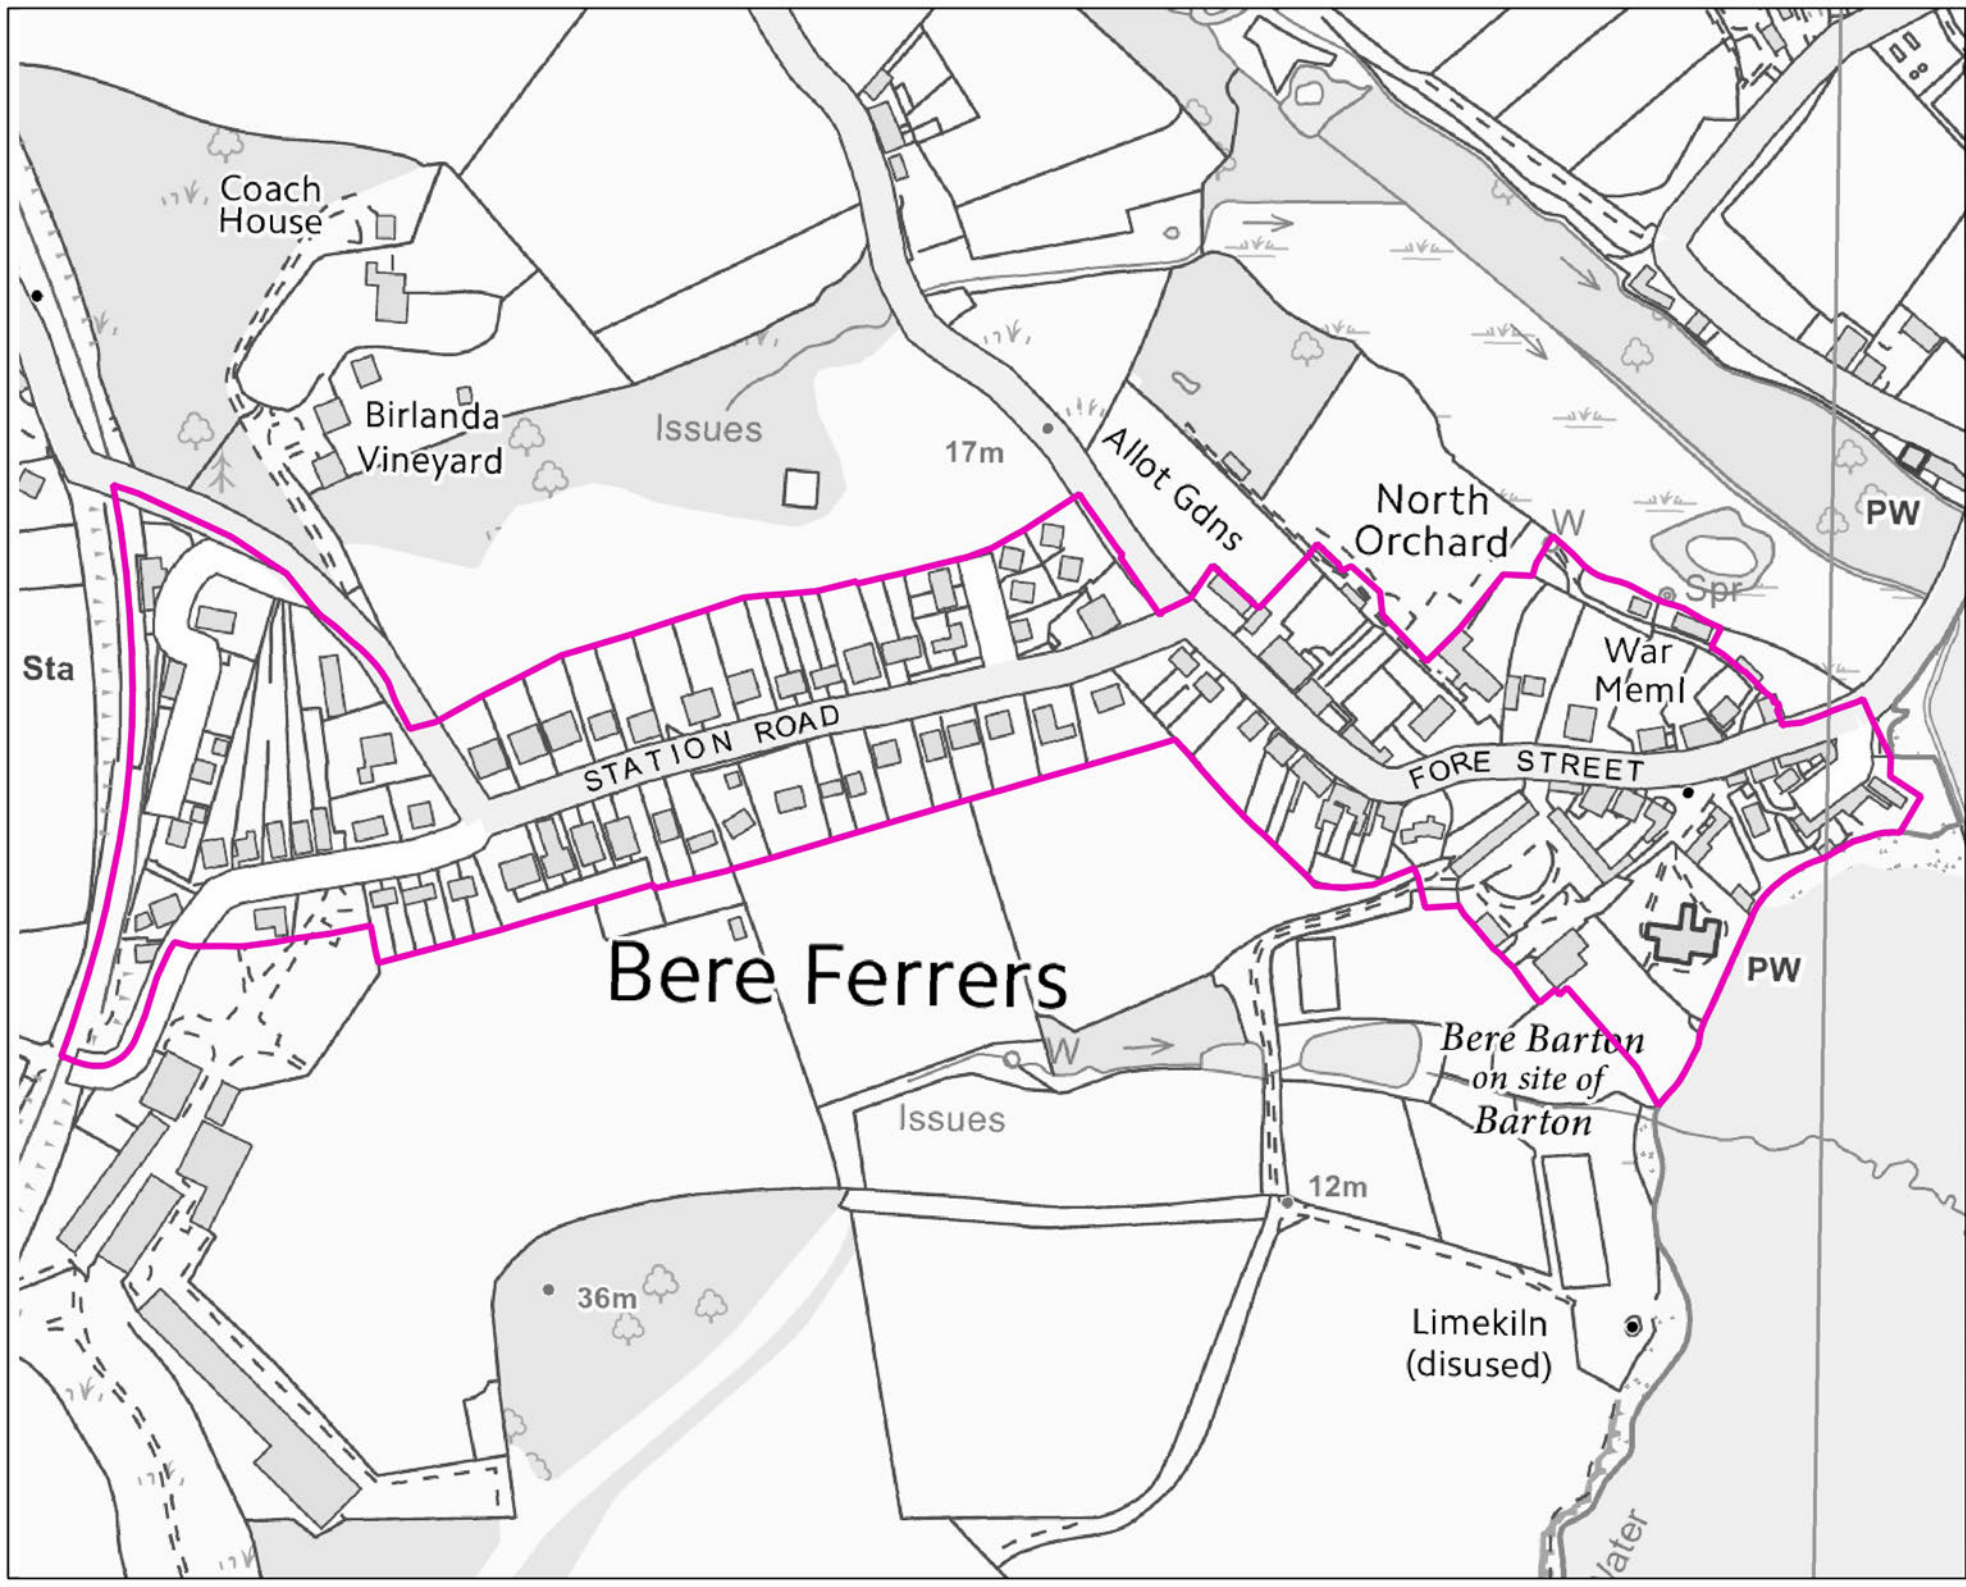 Coach
House
Birlanda
Vineyard
Issues
17m
Allot Gdns
North
Orchard
W
PW
Spr
Sta
War
Meml
STATION ROAD
FORE STREET
Bere Ferrers
PW
W
Bere Barton
on site of
Barton
Issues
12m
36m
Limekiln
(disused)